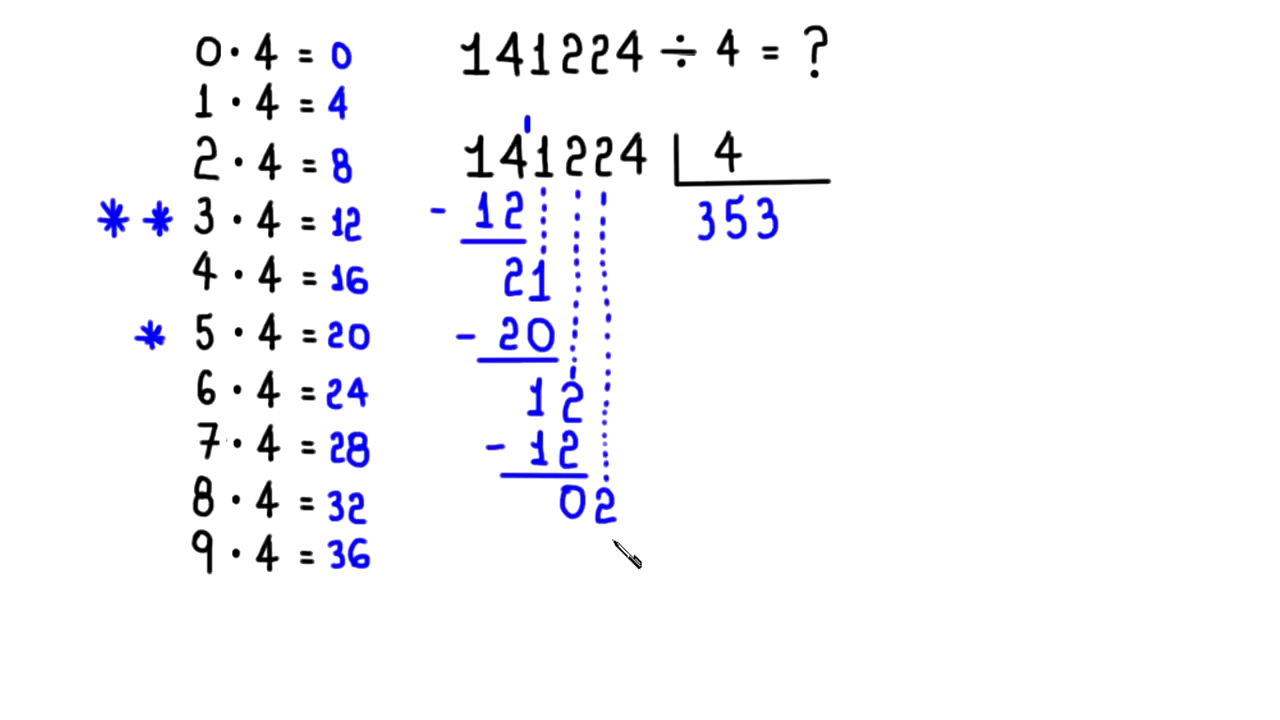 0 · 4 = 0
1 · 4 = 4
2 · 4 = 8
** 3 · 4 = 12
4 · 4 = 16
* 5 · 4 = 20
6 · 4 = 24
7 · 4 = 28
8 · 4 = 32
9 · 4 = 36
141224 ÷ 4 = ?
14'1224 4
- 12 353
21
- 20
12
- 12
02